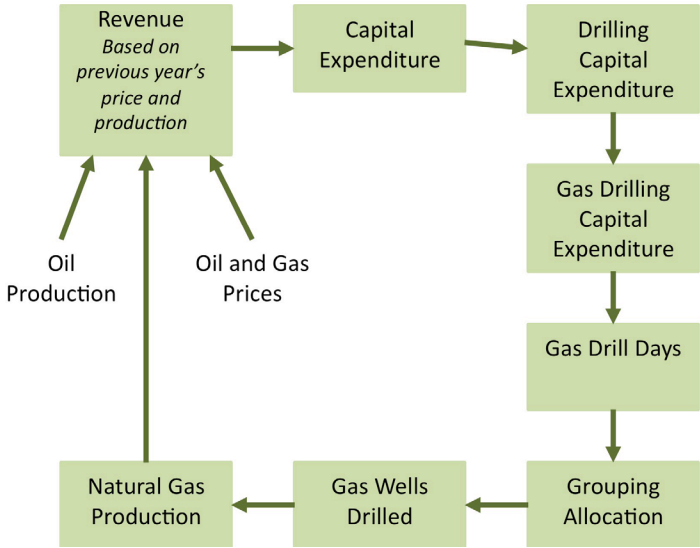 Revenue
Based on
previous year's
price and
production
Capital
Expenditure
Drilling
Capital
Expenditure
Gas Drilling
Capital
Expenditure
Oil
Production
Oil and Gas
Prices
Gas Drill Days
Natural Gas
Production
Gas Wells
Drilled
Grouping
Allocation